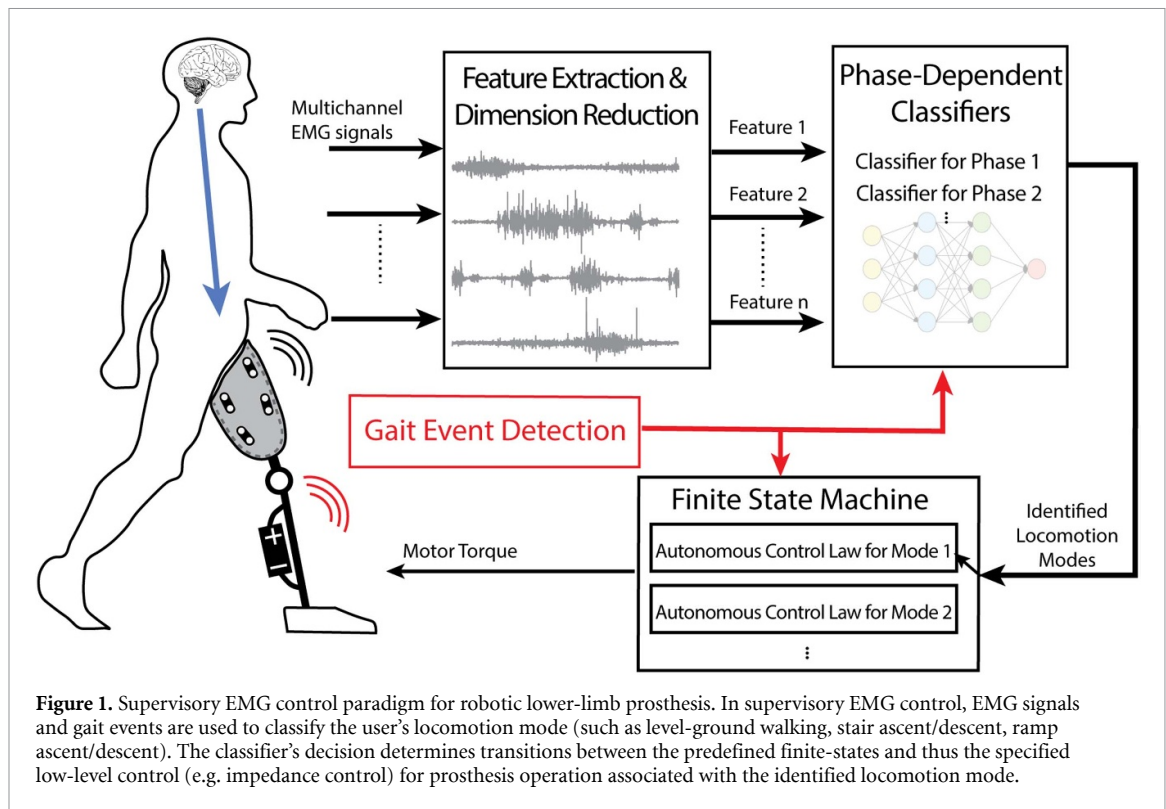 Multichannel
EMG signals
Feature Extraction &
Dimension Reduction
Feature 1
Feature 2
Feature n
Phase-Dependent
Classifiers
Classifier for Phase 1
Classifier for Phase 2
Gait Event Detection
Finite State Machine
Autonomous Control Law for Mode 1
Autonomous Control Law for Mode 2
Identified
Locomotion
Modes
Motor Torque
Figure 1. Supervisory EMG control paradigm for robotic lower-limb prosthesis. In supervisory EMG control, EMG signals
and gait events are used to classify the user's locomotion mode (such as level-ground walking, stair ascent/descent, ramp
ascent/descent). The classifier's decision determines transitions between the predefined finite-states and thus the specified
low-level control (e.g. impedance control) for prosthesis operation associated with the identified locomotion mode.